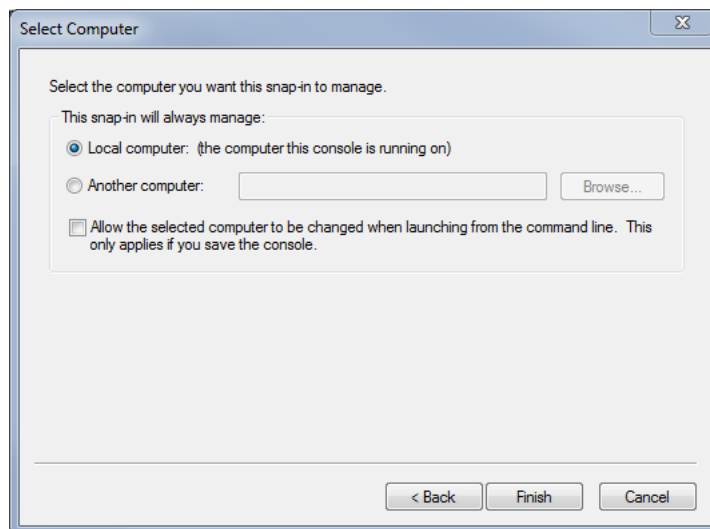 Select Computer
Select the computer you want this snap-in to manage.
This snap-in will always manage:
Local computer: (the computer this console is running on)
Another computer:
Browse...
Allow the selected computer to be changed when launching from the command line. This
only applies if you save the console.
< Back
Finish
Cancel